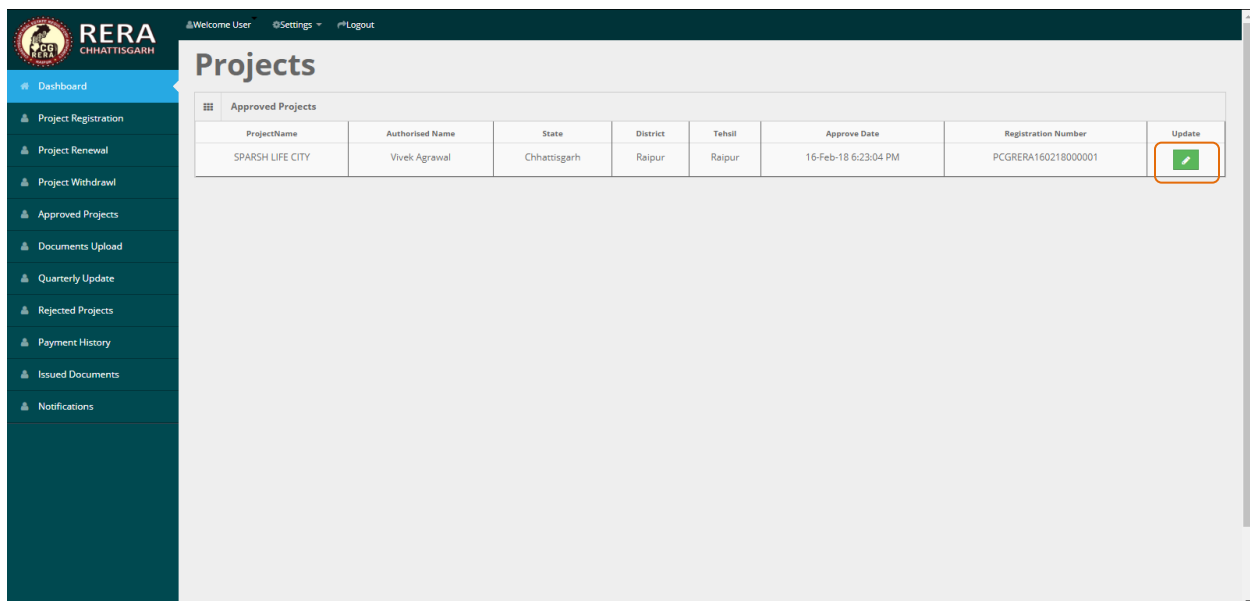 RERA
CHHATTISGARH
CG
RERA
Welcome User Settings Logout
Projects
Dashboard
Project Registration
Project Renewal
Project Withdrawl
Approved Projects
Documents Upload
Quarterly Update
Rejected Projects
Payment History
Issued Documents
Notifications
Approved Projects
ProjectName Authorised Name State District Tehsil Approve Date Registration Number Update
SPARSH LIFE CITY Vivek Agrawal Chhattisgarh Raipur Raipur 16-Feb-18 6:23:04 PM PCGRERA160218000001